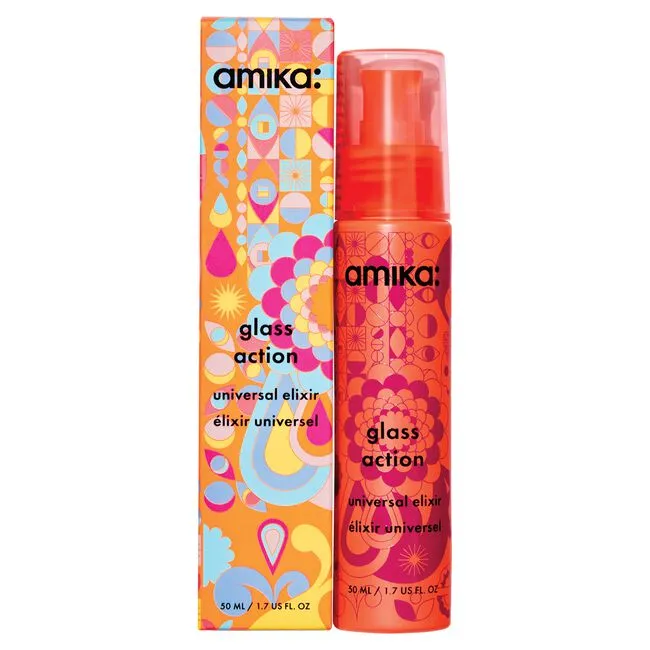 amika:
glass
action
universal elixir
élixir universel
50 ML / 1.7 US FL. OZ
amika:
glass
action
universal elixir
élixir universel
50 ML / 1.7 US FL. OZ